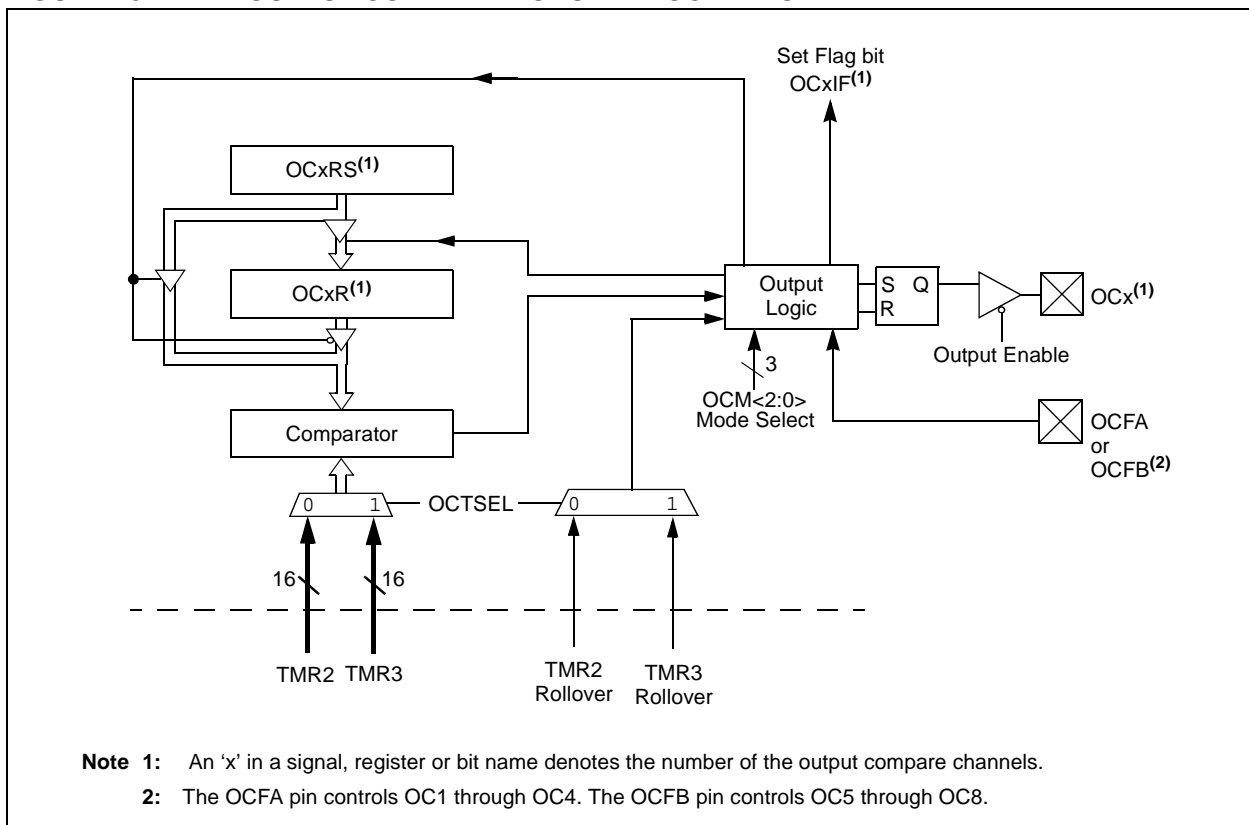 Set Flag bit
OCxIF(1)
OCxRS(1)
OCxR(1)
Output
Logic
S Q
R
OCx(1)
Output Enable
3
OCM<2:0>
Mode Select
Comparator
OCFA
or
OCFB(2)
0 1
OCTSEL
0 1
16
16
TMR2
TMR3
TMR2
Rollover
TMR3
Rollover
Note 1: An ‘x’ in a signal, register or bit name denotes the number of the output compare channels.
2: The OCFA pin controls OC1 through OC4. The OCFB pin controls OC5 through OC8.